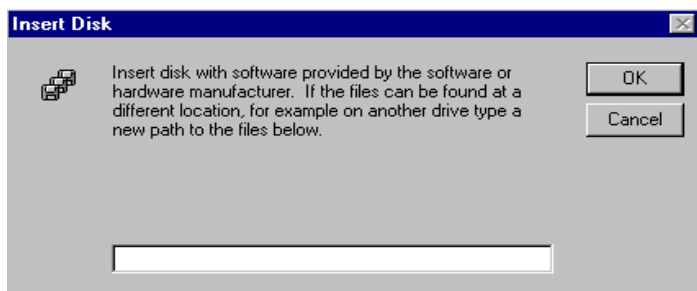 Insert Disk
Insert disk with software provided by the software or
hardware manufacturer.  If the files can be found at a
different location, for example on another drive type a
new path to the files below.
OK
Cancel